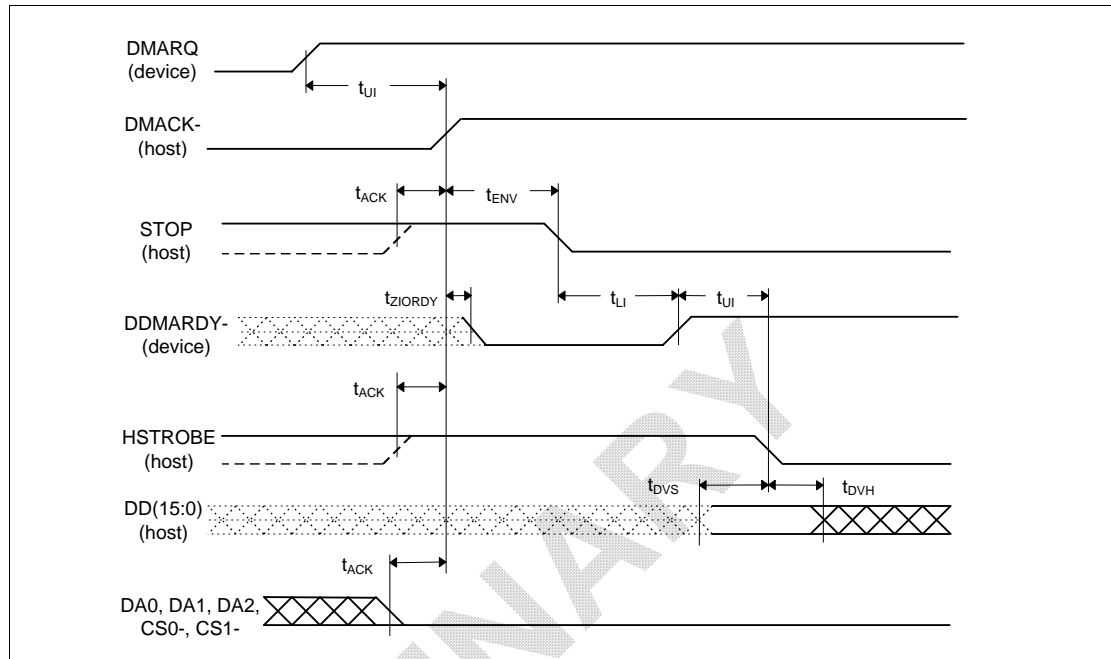 DMARQ
(device)
tUI
DMACK-
(host)
tACK
tENV
STOP
(host)
tZIORDY
tLI
tUI
DDMARDY-
(device)
tACK
HSTROBE
(host)
tDVS
tDVH
DD(15:0)
(host)
tACK
DA0, DA1, DA2,
CS0-, CS1-
INARY